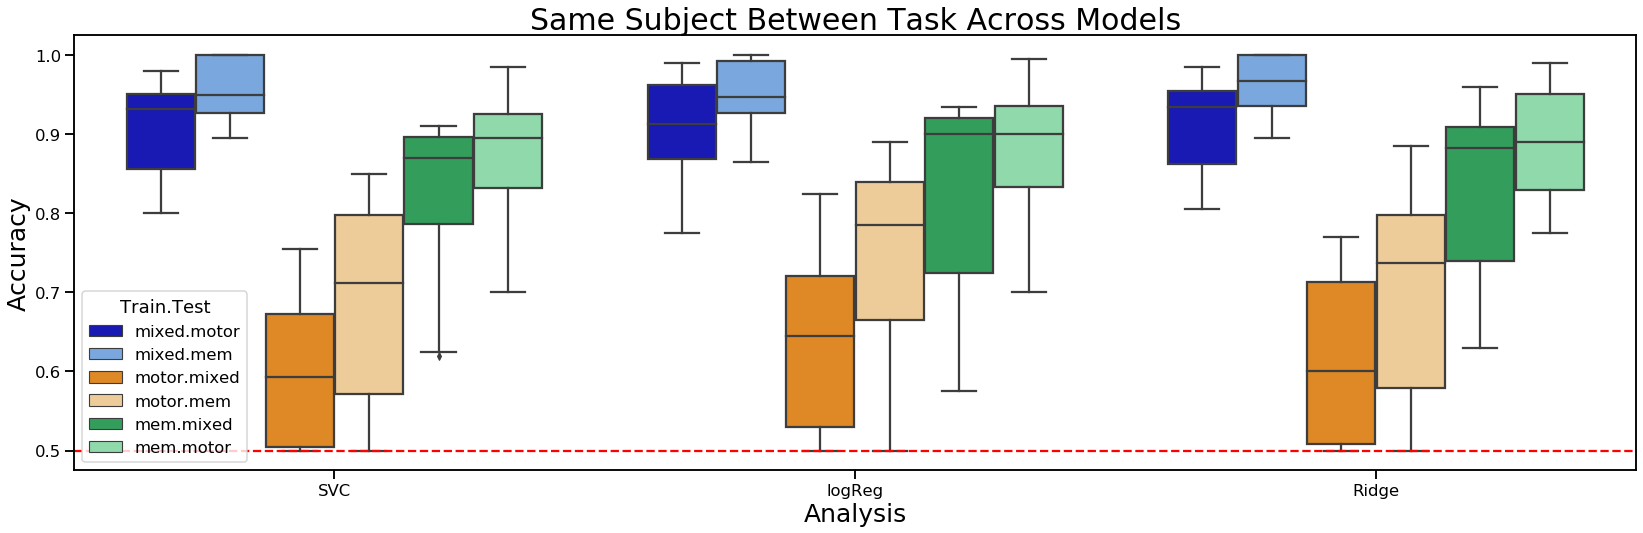 Same Subject Between Task Across Models
Accuracy
1.0
0.9
0.8
0.7
0.6
0.5
Train.Test
mixed.motor
mixed.mem
motor.mixed
motor.mem
mem.mixed
mem.motor
SVC
logReg
Ridge
Analysis